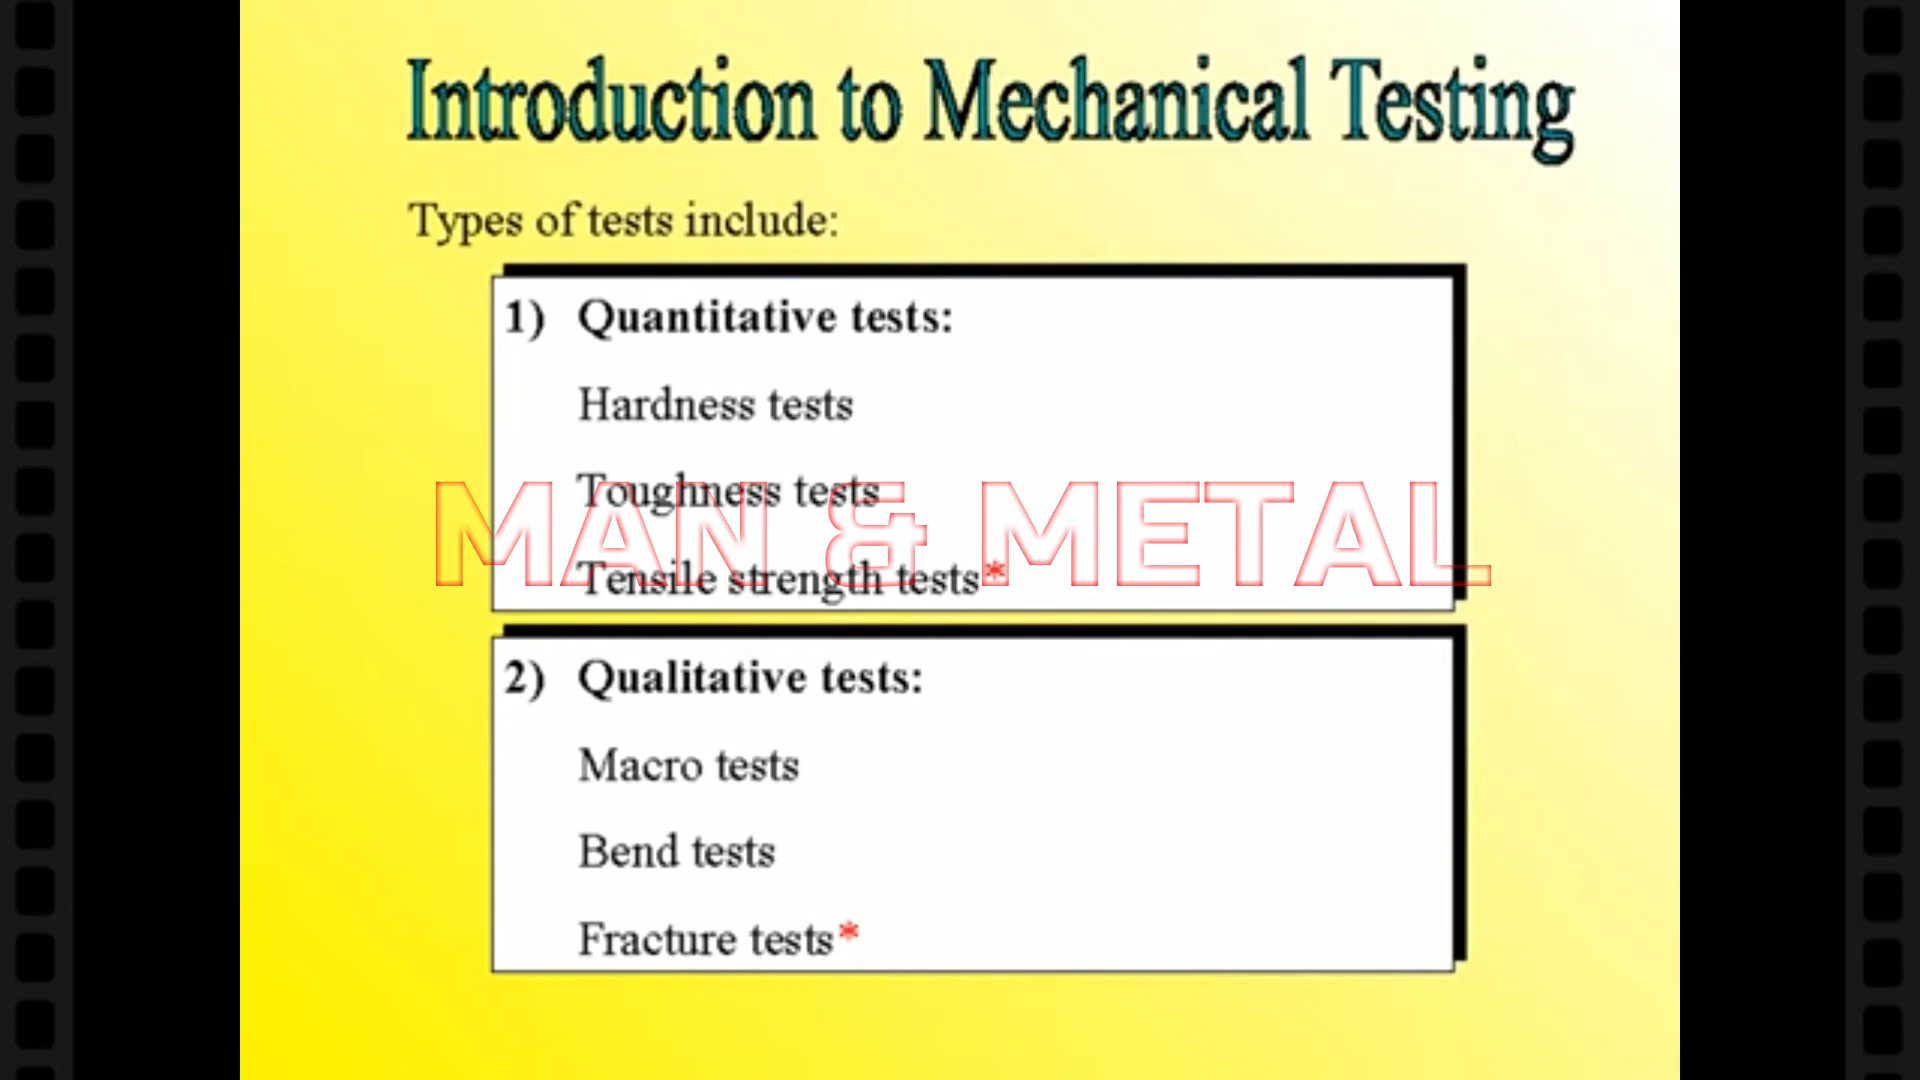 Introduction to Mechanical Testing
Types of tests include:
1) Quantitative tests:
Hardness tests
Toughness tests
MAN & METAL
Tensile strength tests*
2) Qualitative tests:
Macro tests
Bend tests
Fracture tests*